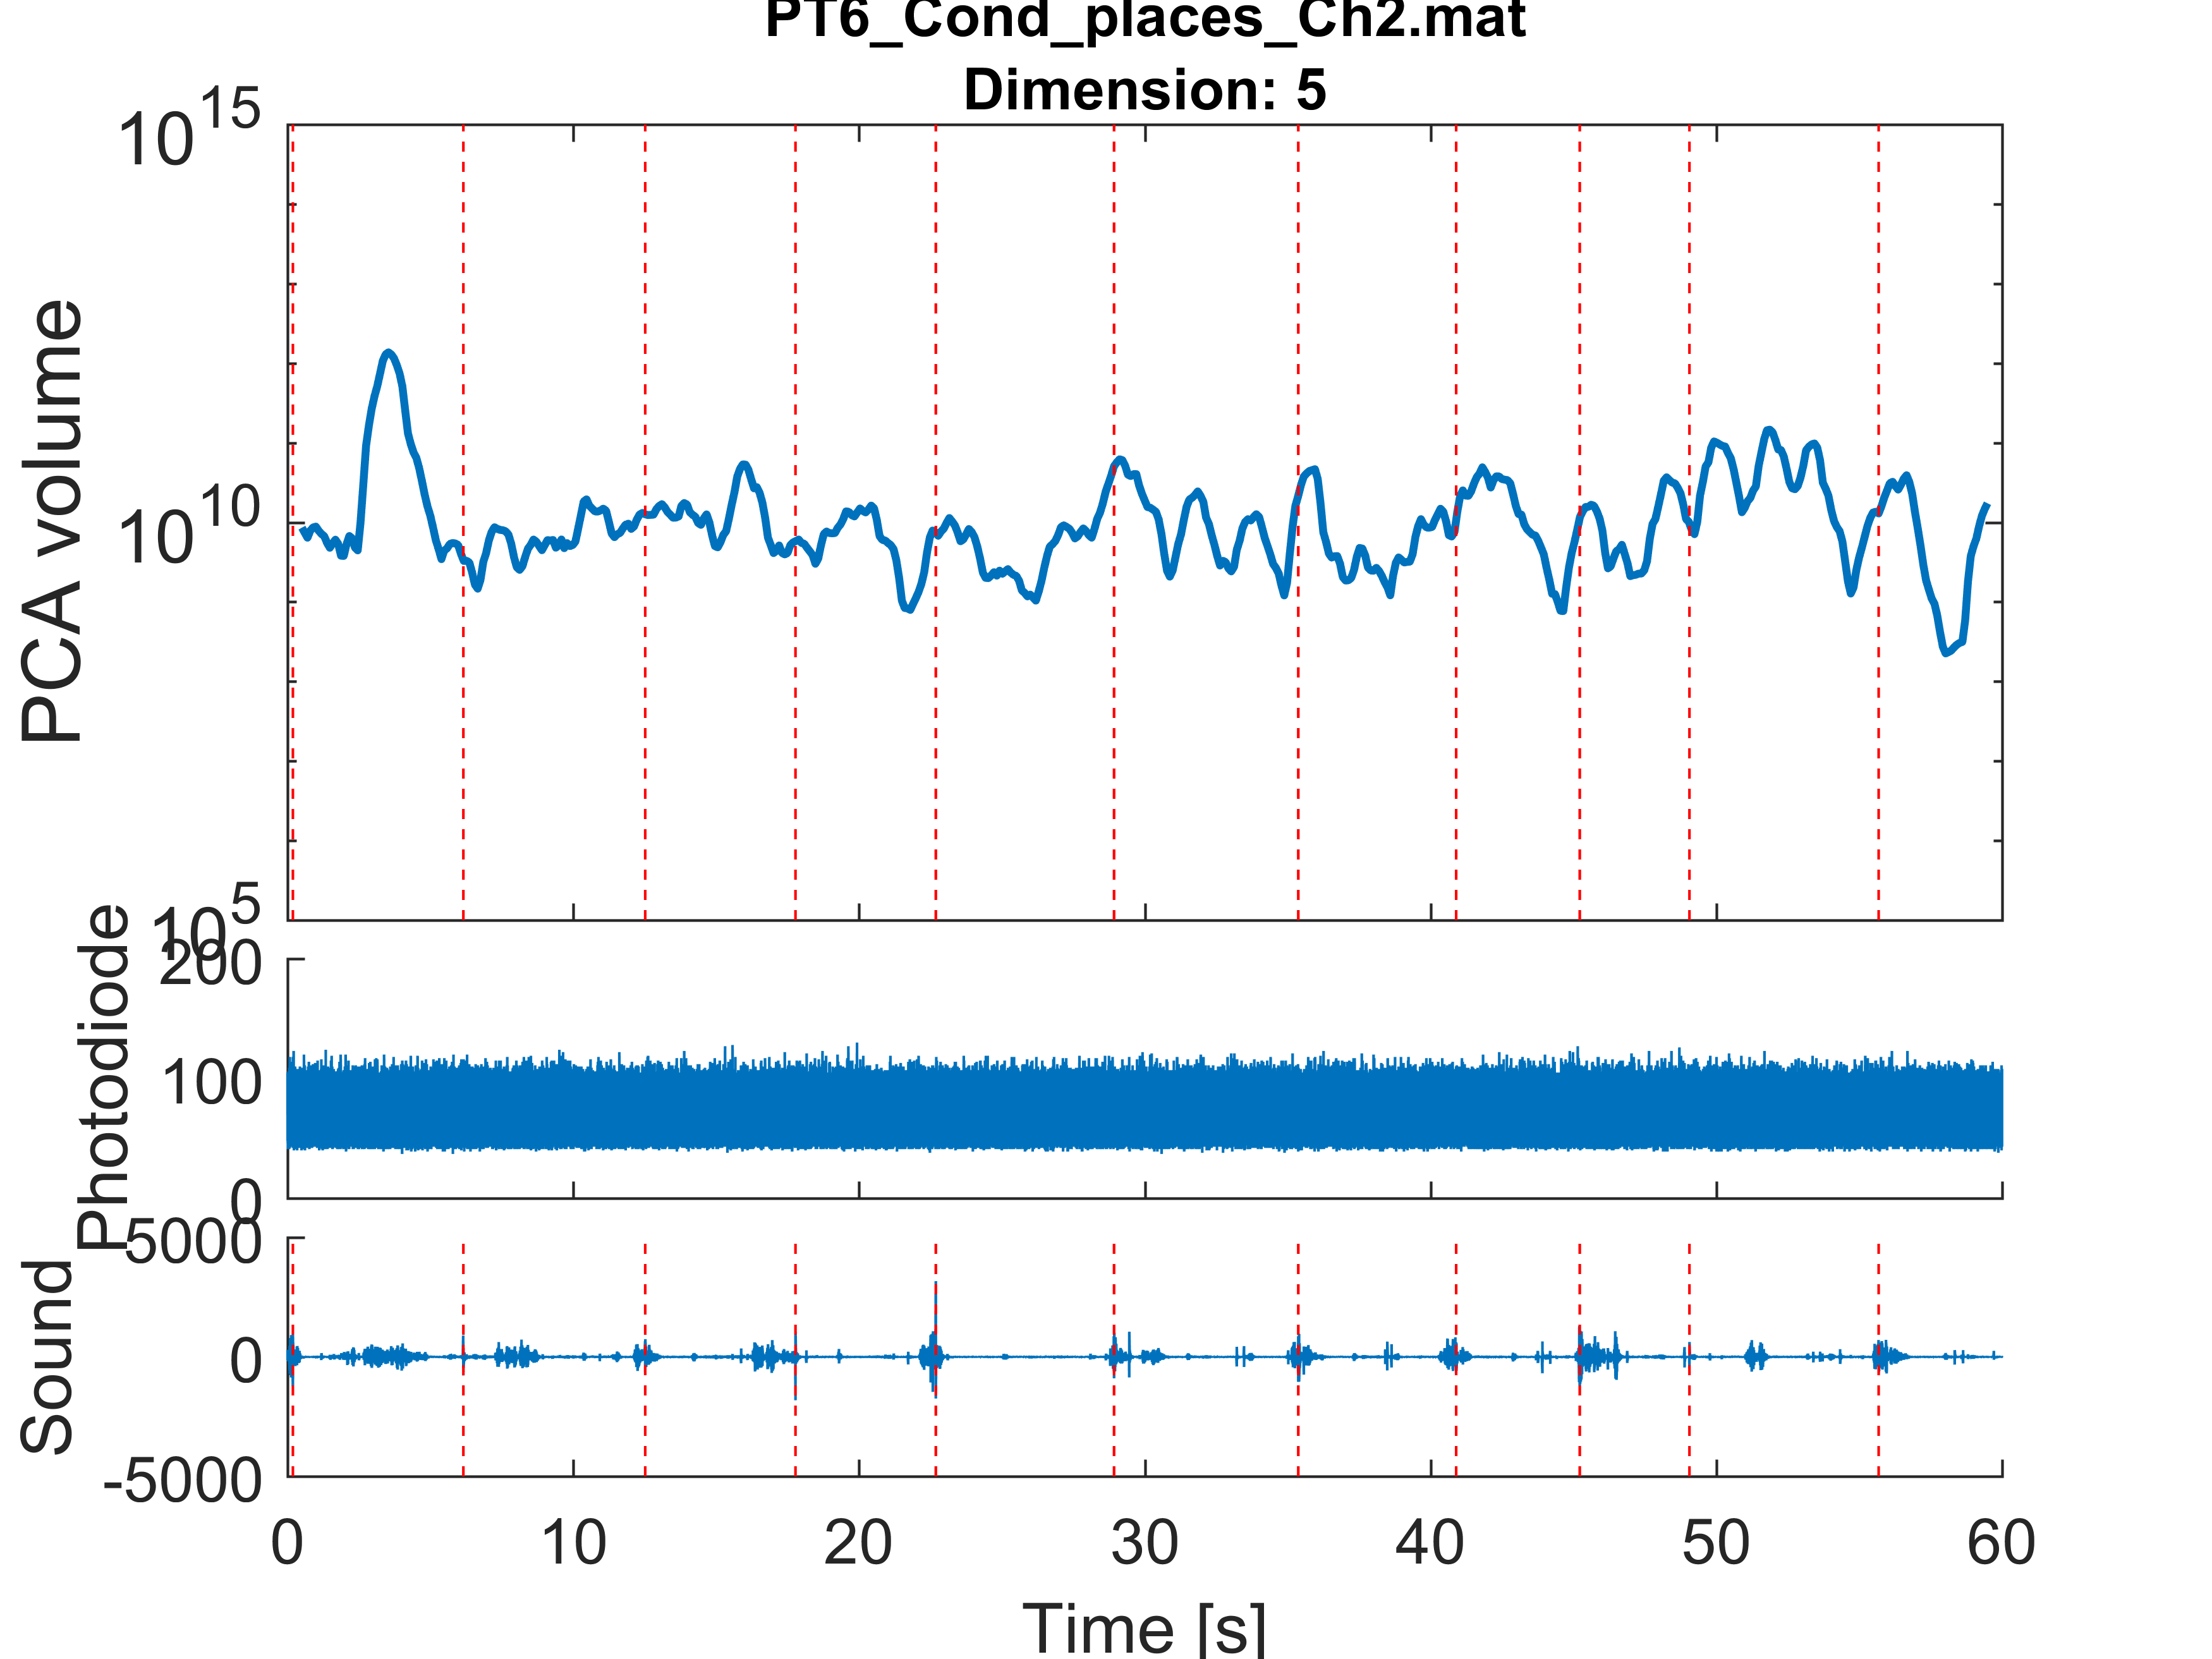 PT6_Cond_places_Ch2.mat
Dimension: 5
PCA volume
10^15
10^10
10^5
Photodiode
200
100
0
Sound
5000
0
-5000
0 10 20 30 40 50 60
Time [s]